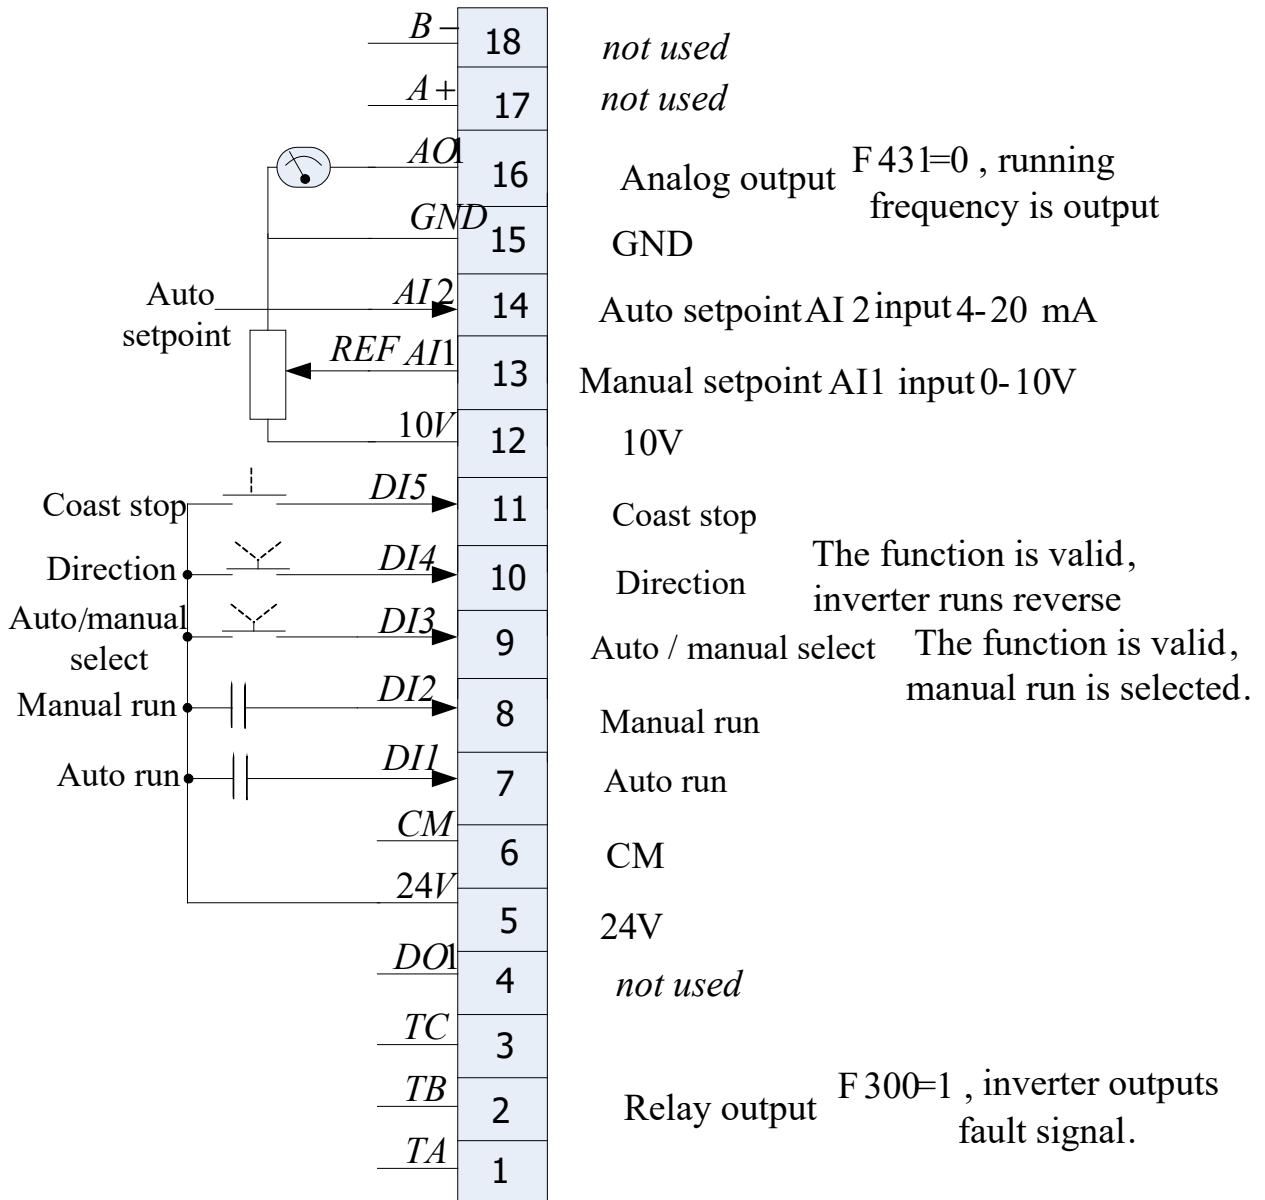 B − 18 not used
A+ 17 not used
AO1 16 Analog output F431=0 , running
frequency is output
GND 15 GND
Auto
setpoint
AI2 14 Auto setpoint AI 2 input 4-20 mA
REF AI1 13 Manual setpoint AI1 input 0-10V
10V 12 10V
Coast stop DI5 11 Coast stop
Direction DI4 10 Direction
The function is valid,
inverter runs reverse
Auto/manual
select
DI3 9 Auto / manual select
The function is valid,
manual run is selected.
Manual run DI2 8 Manual run
Auto run DI1 7 Auto run
CM 6 CM
24V 5 24V
DO1 4 not used
TC 3
TB 2 Relay output F300=1 , inverter outputs
fault signal.
TA 1